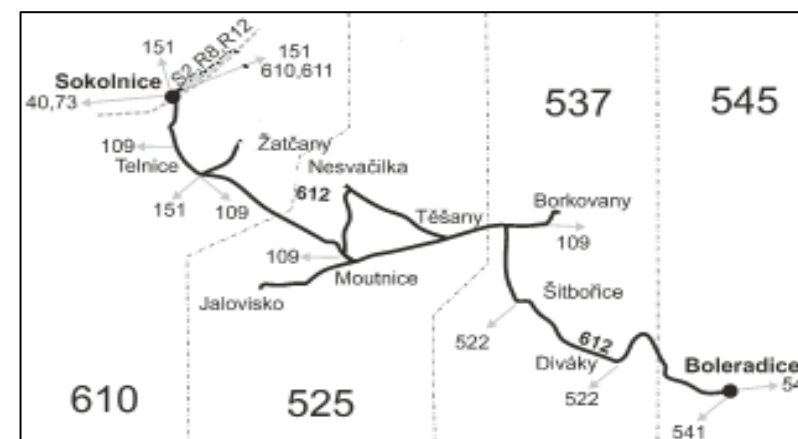 S2,R8,R12
151
151
610,611
Sokolnice
40,73
537
545
109
Telnice
Žatčany
Nesvačilka
612
151
109
Těšany
Borkovany
109
109
Moutnice
Jalovisko
Šitbořice
522
612
Diváky
522
Boleradice
541
610
525